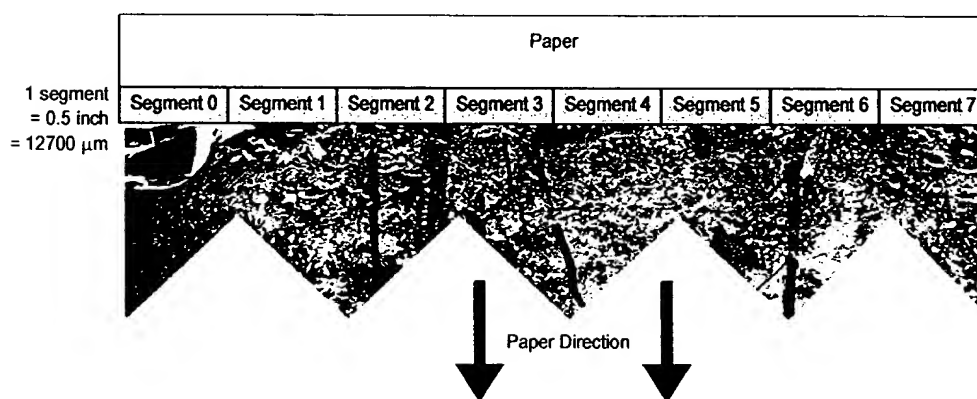 Paper
1 segment
= 0.5 inch
= 12700 µm
Segment 0 Segment 1 Segment 2 Segment 3 Segment 4 Segment 5 Segment 6 Segment 7
Paper Direction